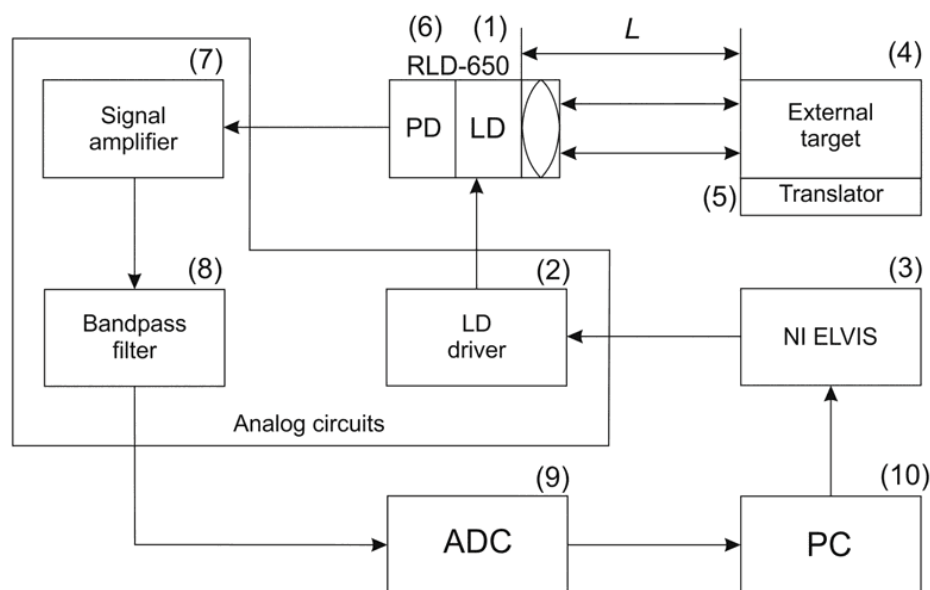 (6)
(1)
L
(4)
(7)
RLD-650
Signal
amplifier
PD
LD
External
target
(5)
Translator
(8)
(2)
(3)
Bandpass
filter
LD
driver
NI ELVIS
Analog circuits
(9)
(10)
ADC
PC